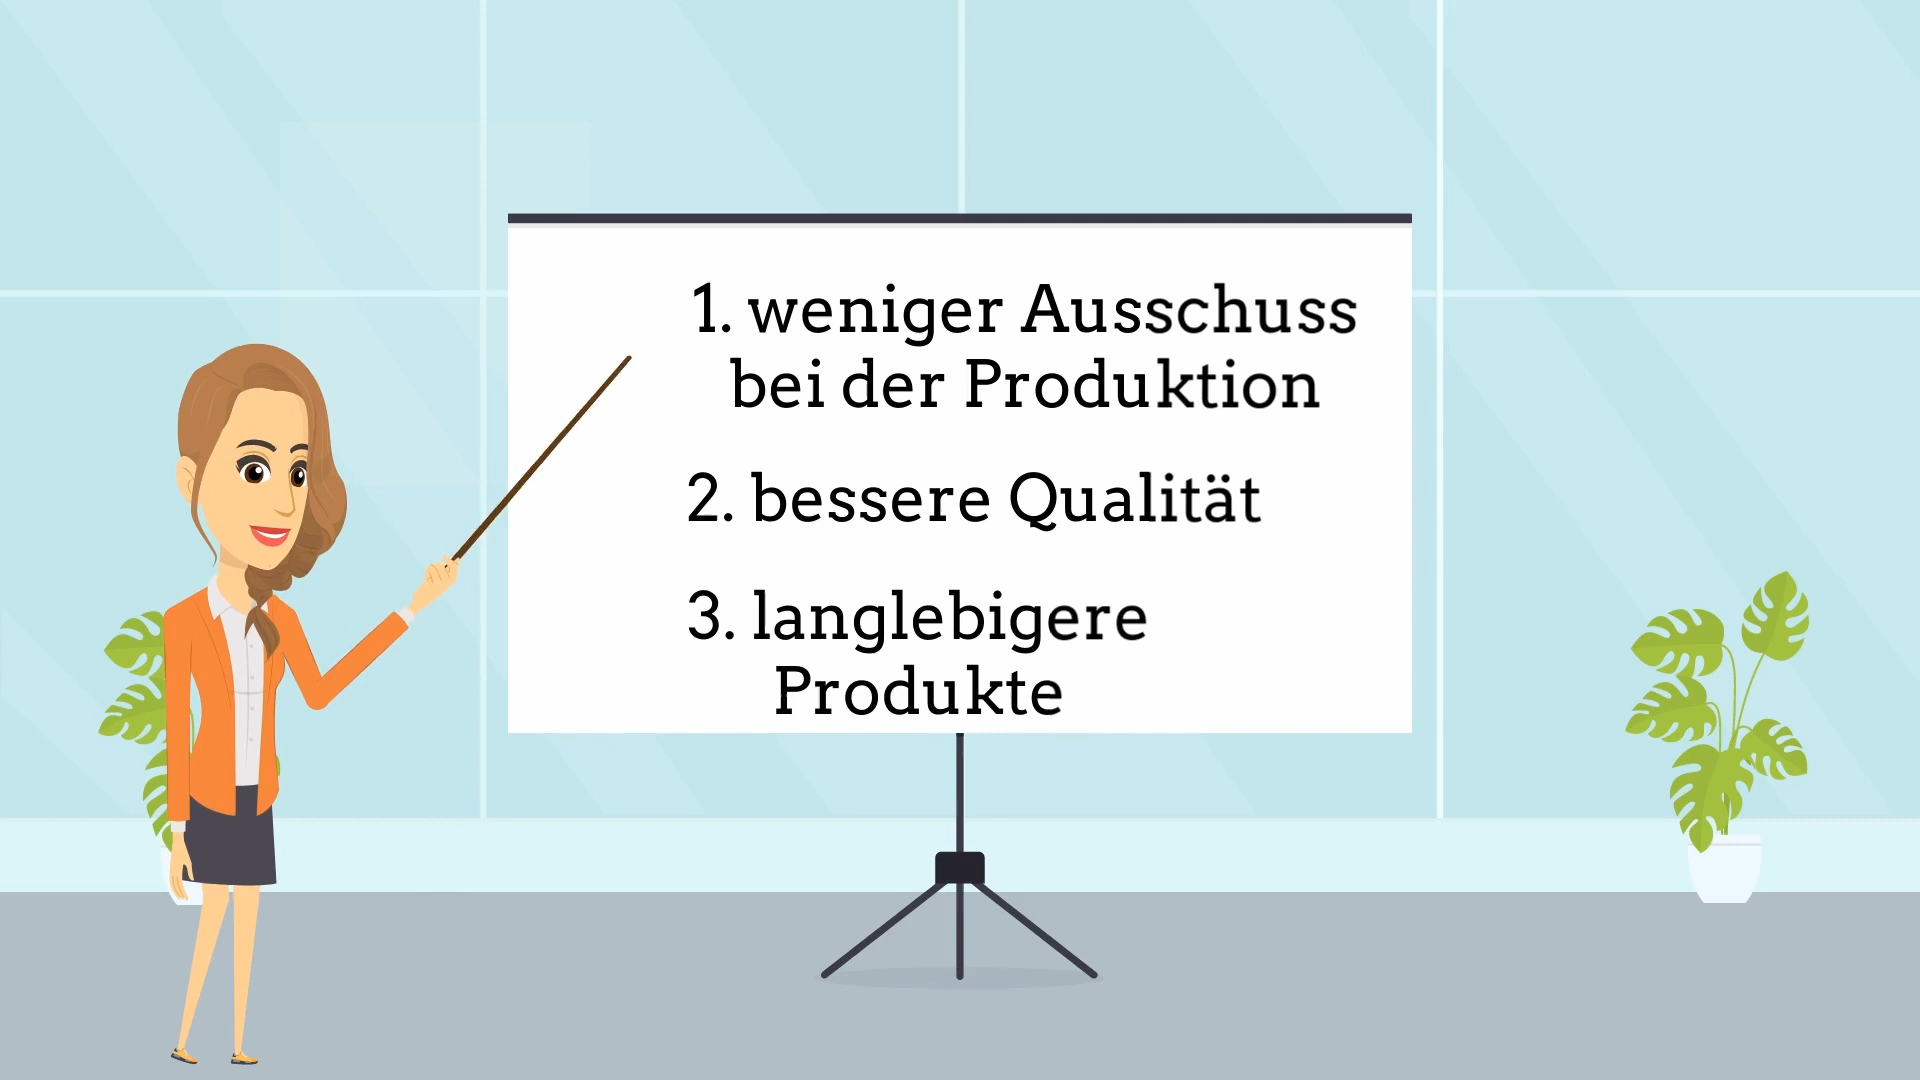 1. weniger Ausschuss
bei der Produktion
2. bessere Qualität
3. langlebigere
Produkte